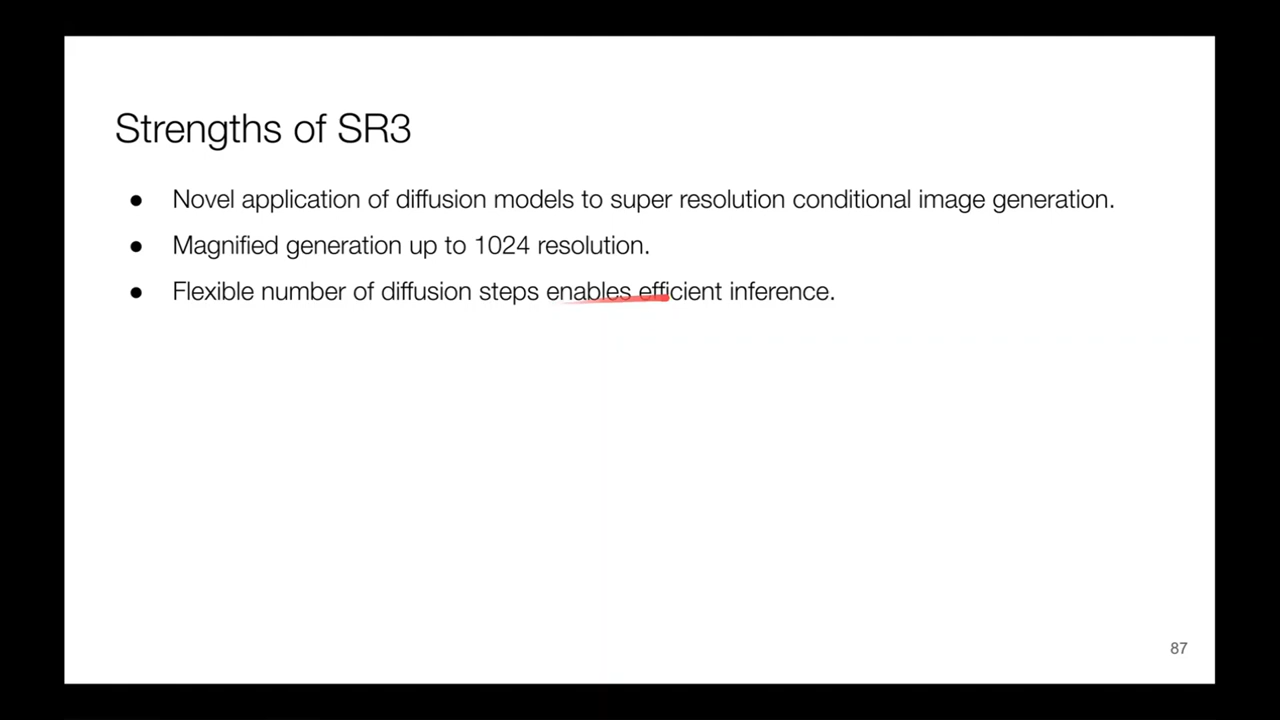 Strengths of SR3
● Novel application of diffusion models to super resolution conditional image generation.
● Magnified generation up to 1024 resolution.
● Flexible number of diffusion steps enables efficient inference.
87